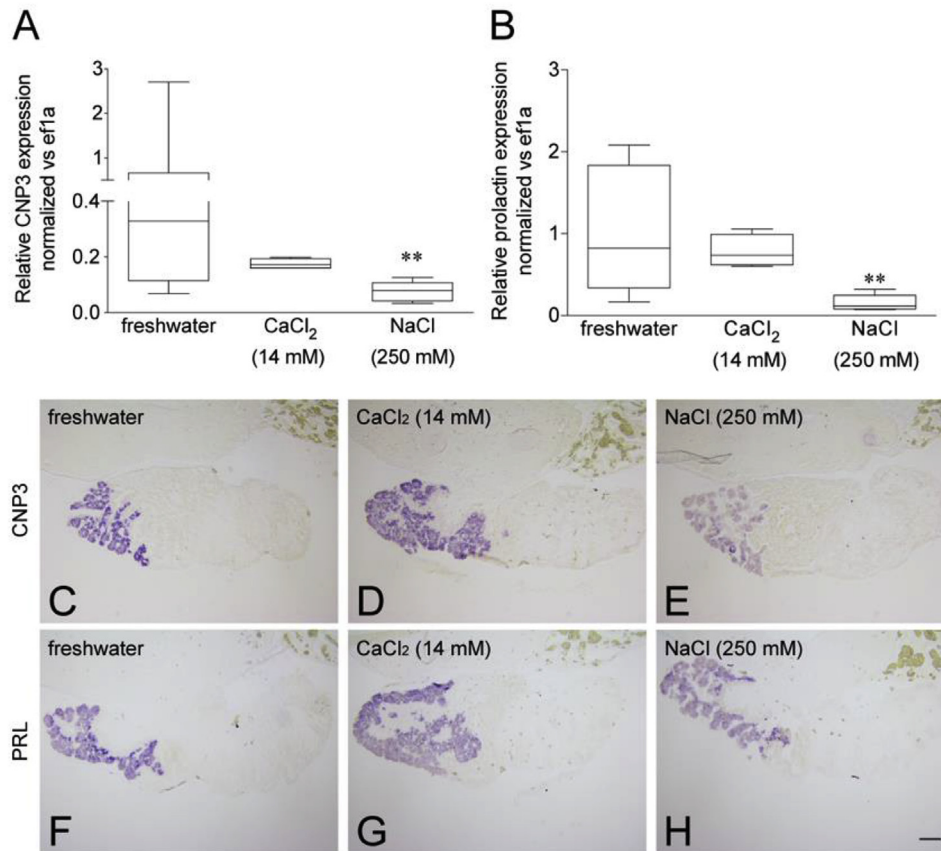 A
Relative CNP3 expression
normalized vs ef1a
3
2
1
0.4
0.2
0.0
freshwater
CaCl₂
(14 mM)
**
NaCl
(250 mM)
B
Relative prolactin expression
normalized vs ef1a
3
2
1
0
freshwater
CaCl₂
(14 mM)
**
NaCl
(250 mM)
CNP3
freshwater
C
CaCl₂ (14 mM)
D
NaCl (250 mM)
E
PRL
freshwater
F
CaCl₂ (14 mM)
G
NaCl (250 mM)
H